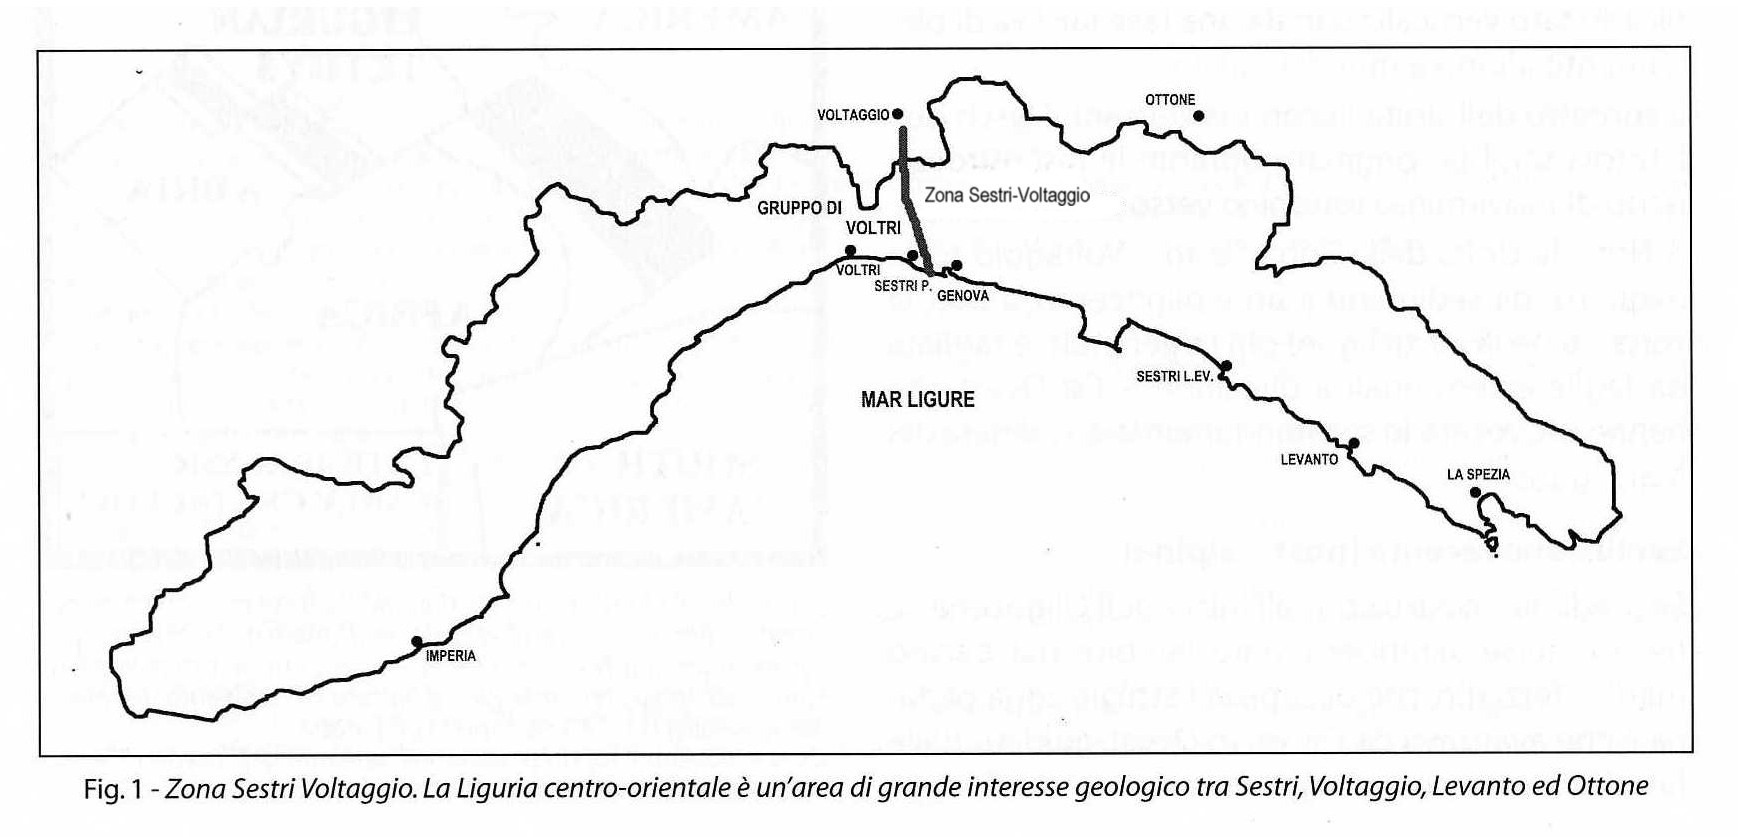 OTTONE
VOLTAGGIO
Zona Sestri-Voltaggio
GRUPPO DI
VOLTRI
VOLTRI
SESTRI P.
GENOVA
SESTRI L.EV.
MAR LIGURE
LEVANTO
LA SPEZIA
IMPERIA
Fig. 1 - Zona Sestri Voltaggio. La Liguria centro-orientale è un'area di grande interesse geologico tra Sestri, Voltaggio, Levanto ed Ottone